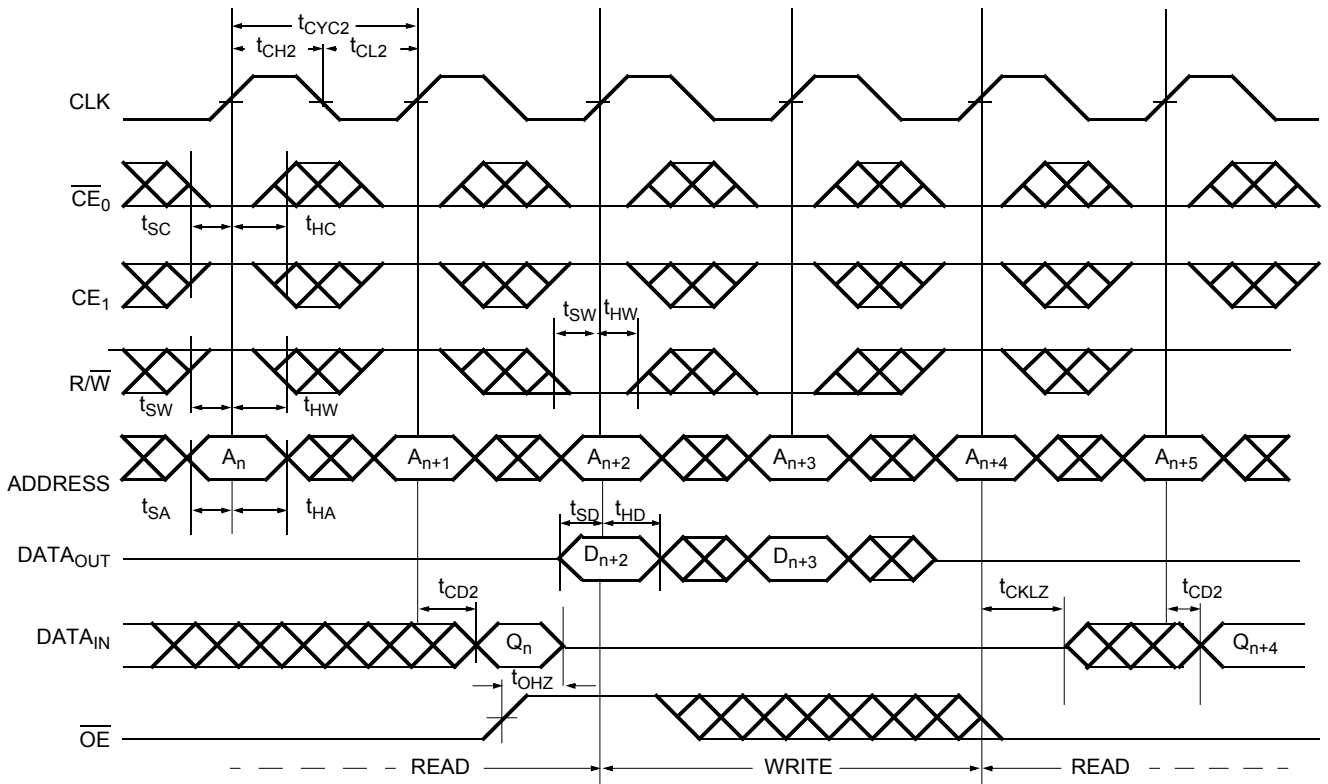 tCYC2
tCH2 tCL2
CLK
CE0
tSC tHC
CE1
tSW tHW
R/W
tSW tHW
An An+1 An+2 An+3 An+4 An+5
ADDRESS
tSA tHA
tSD tHD
DATAOUT
Dn+2 Dn+3
tCD2 tCKLZ tCD2
DATAIN
Qn Qn+4
tOHZ
OE
READ WRITE READ